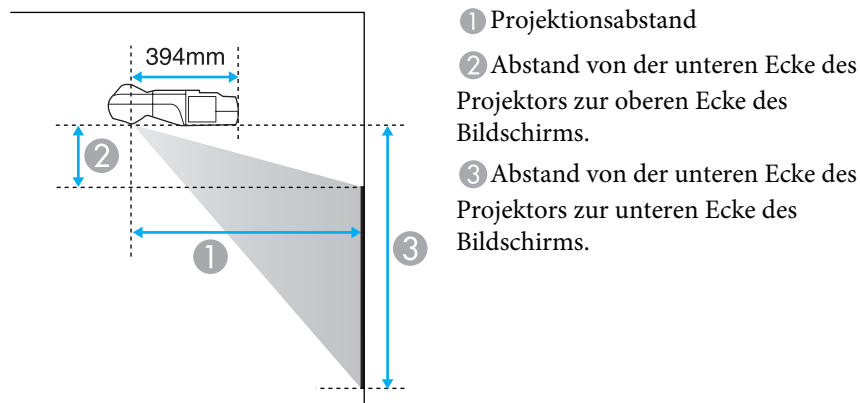 394mm
2
1
3
1 Projektionsabstand
2 Abstand von der unteren Ecke des
Projektors zur oberen Ecke des
Bildschirms.
3 Abstand von der unteren Ecke des
Projektors zur unteren Ecke des
Bildschirms.